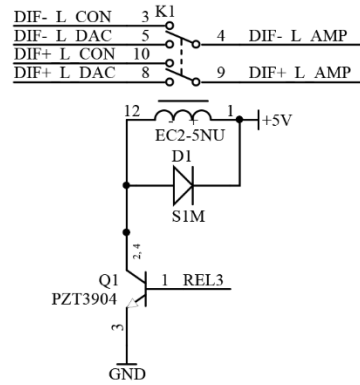 K1
DIF- L CON 3
DIF- L DAC 5 4 DIF- L AMP
DIF+ L CON 10
DIF+ L DAC 8 9 DIF+ L AMP
12 - + 1 +5V
EC2-5NU
D1
S1M
2, 4
Q1 1 REL3
PZT3904
3
GND